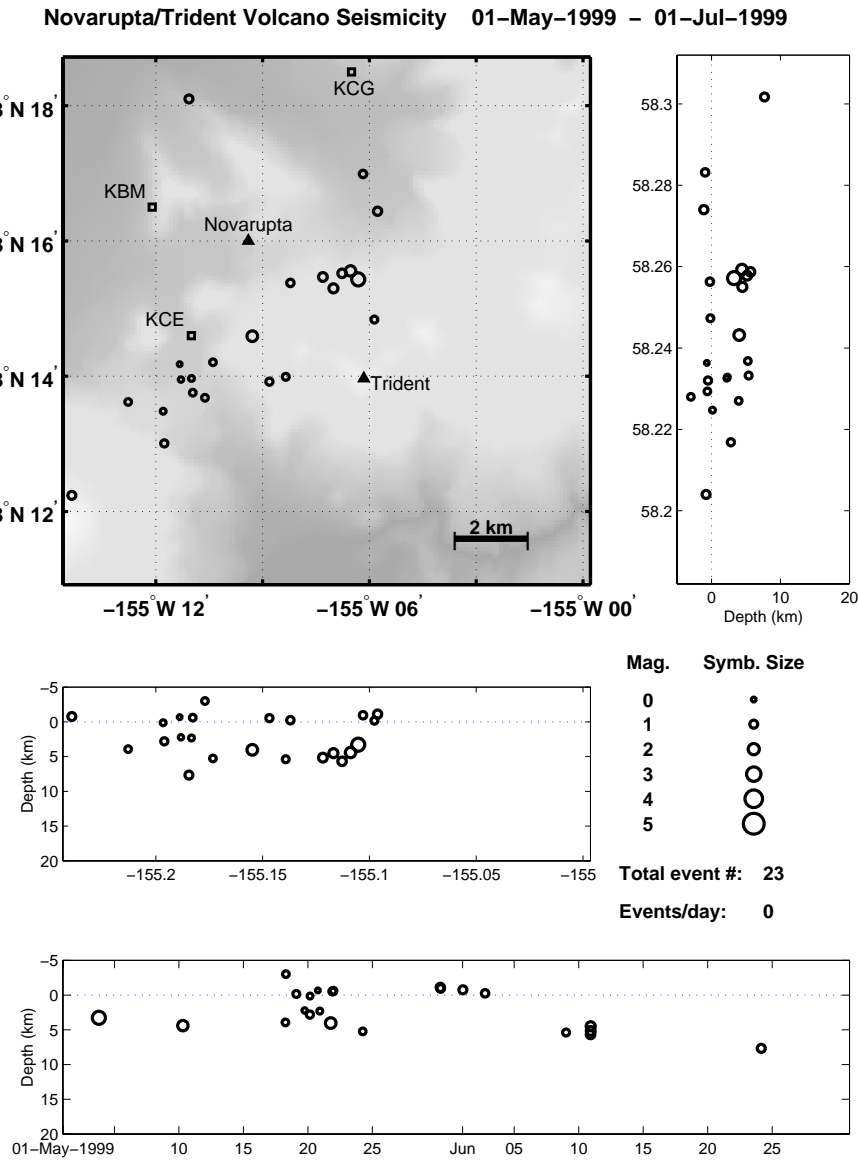 Novarupta/Trident Volcano Seismicity 01−May−1999 − 01−Jul−1999
KCG
° N 18'
KBM
Novarupta
° N 16'
KCE
° N 14'
Trident
° N 12'
2 km
−155°W 12' −155°W 06' −155°W 00'
58.3
58.28
58.26
58.24
58.22
58.2
0 10 20
Depth (km)
−5
0
5
10
15
20
Depth (km)
−155.2 −155.15 −155.1 −155.05 −155
Mag. Symb. Size
0
1
2
3
4
5
Total event #: 23
Events/day: 0
−5
0
5
10
15
20
Depth (km)
01−May−1999 10 15 20 25 Jun 05 10 15 20 25